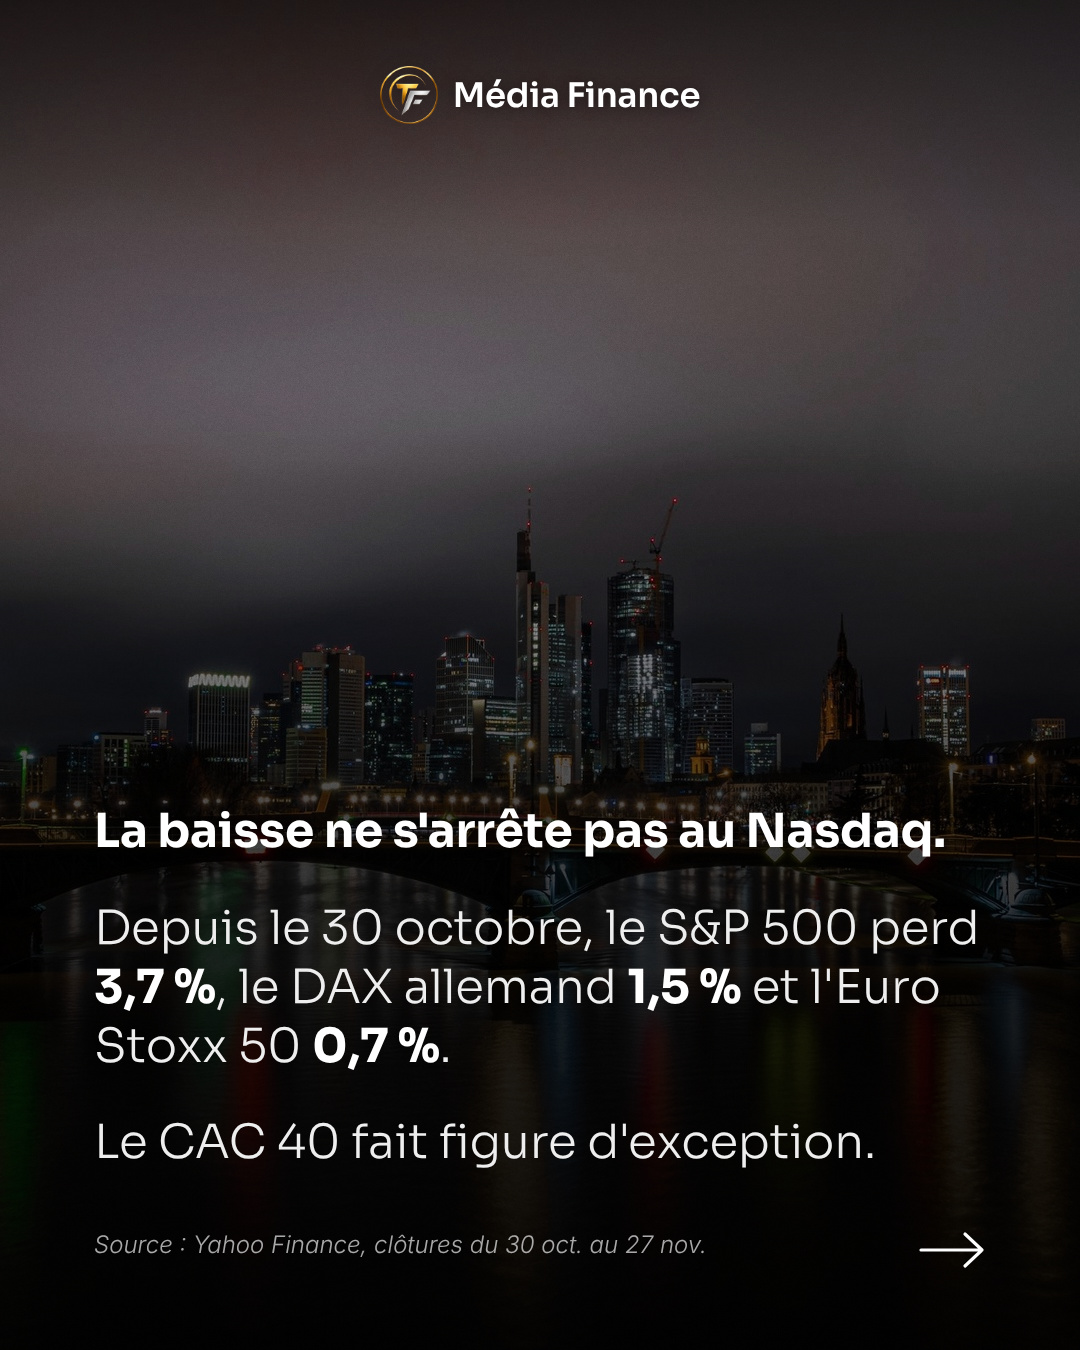 TF
Média Finance
La baisse ne s'arrête pas au Nasdaq.
Depuis le 30 octobre, le S&P 500 perd
3,7 %, le DAX allemand 1,5 % et l'Euro
Stoxx 50 0,7 %.
Le CAC 40 fait figure d'exception.
Source : Yahoo Finance, clôtures du 30 oct. au 27 nov.